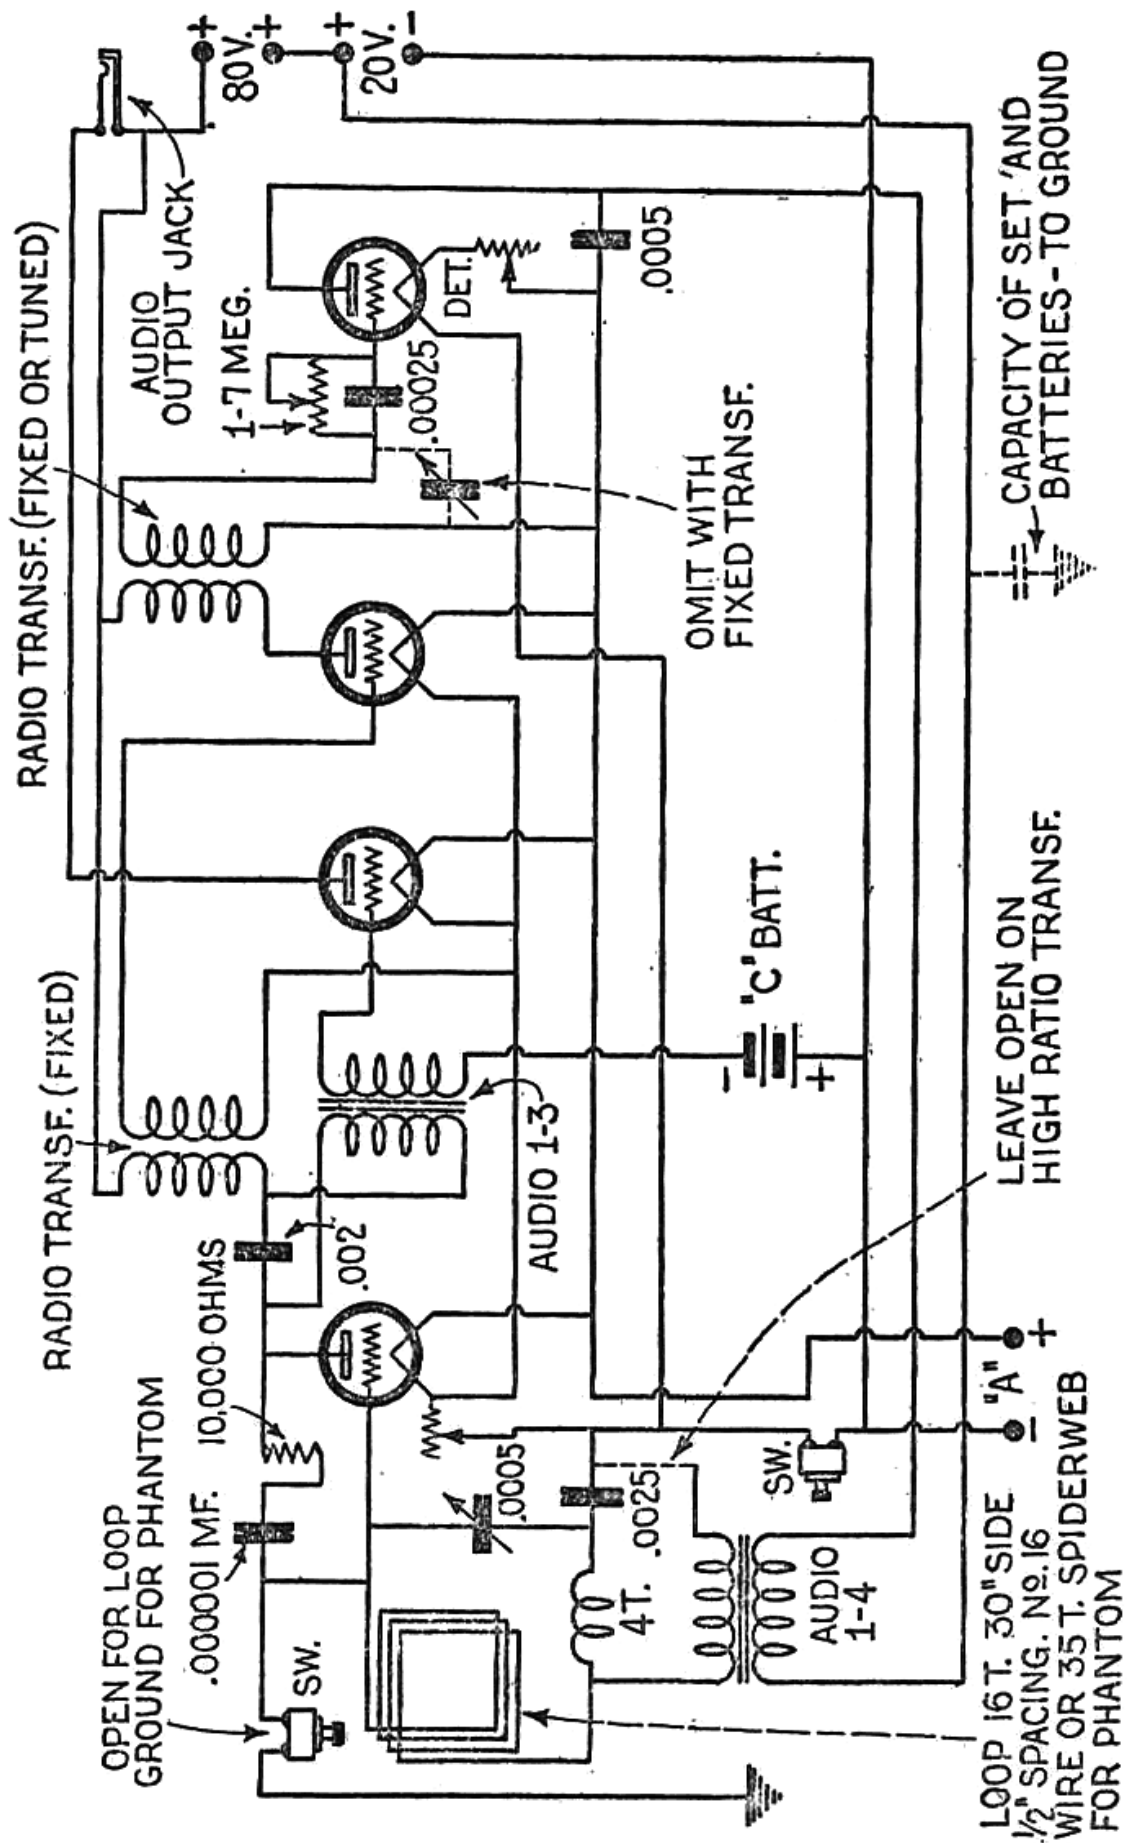 OPEN FOR LOOP
GROUND FOR PHANTOM
.00001 MF.
10,000 OHMS
RADIO TRANSF. (FIXED)
RADIO TRANSF. (FIXED OR TUNED)
AUDIO
OUTPUT JACK
+
80V.
+
+
20V.
-
1-7 MEG.
.00025
DET.
.0005
.002
AUDIO 1-3
SW.
.0005
.0025
4 T.
AUDIO
1-4
SW.
- "A" +
- "C" BATT.
+
OMIT WITH
FIXED TRANSF.
LEAVE OPEN ON
HIGH RATIO TRANSF.
CAPACITY OF SET AND
BATTERIES - TO GROUND
LOOP 16 T. 30" SIDE
1/2" SPACING. No. 16
WIRE OR 35 T. SPIDERWEB
FOR PHANTOM